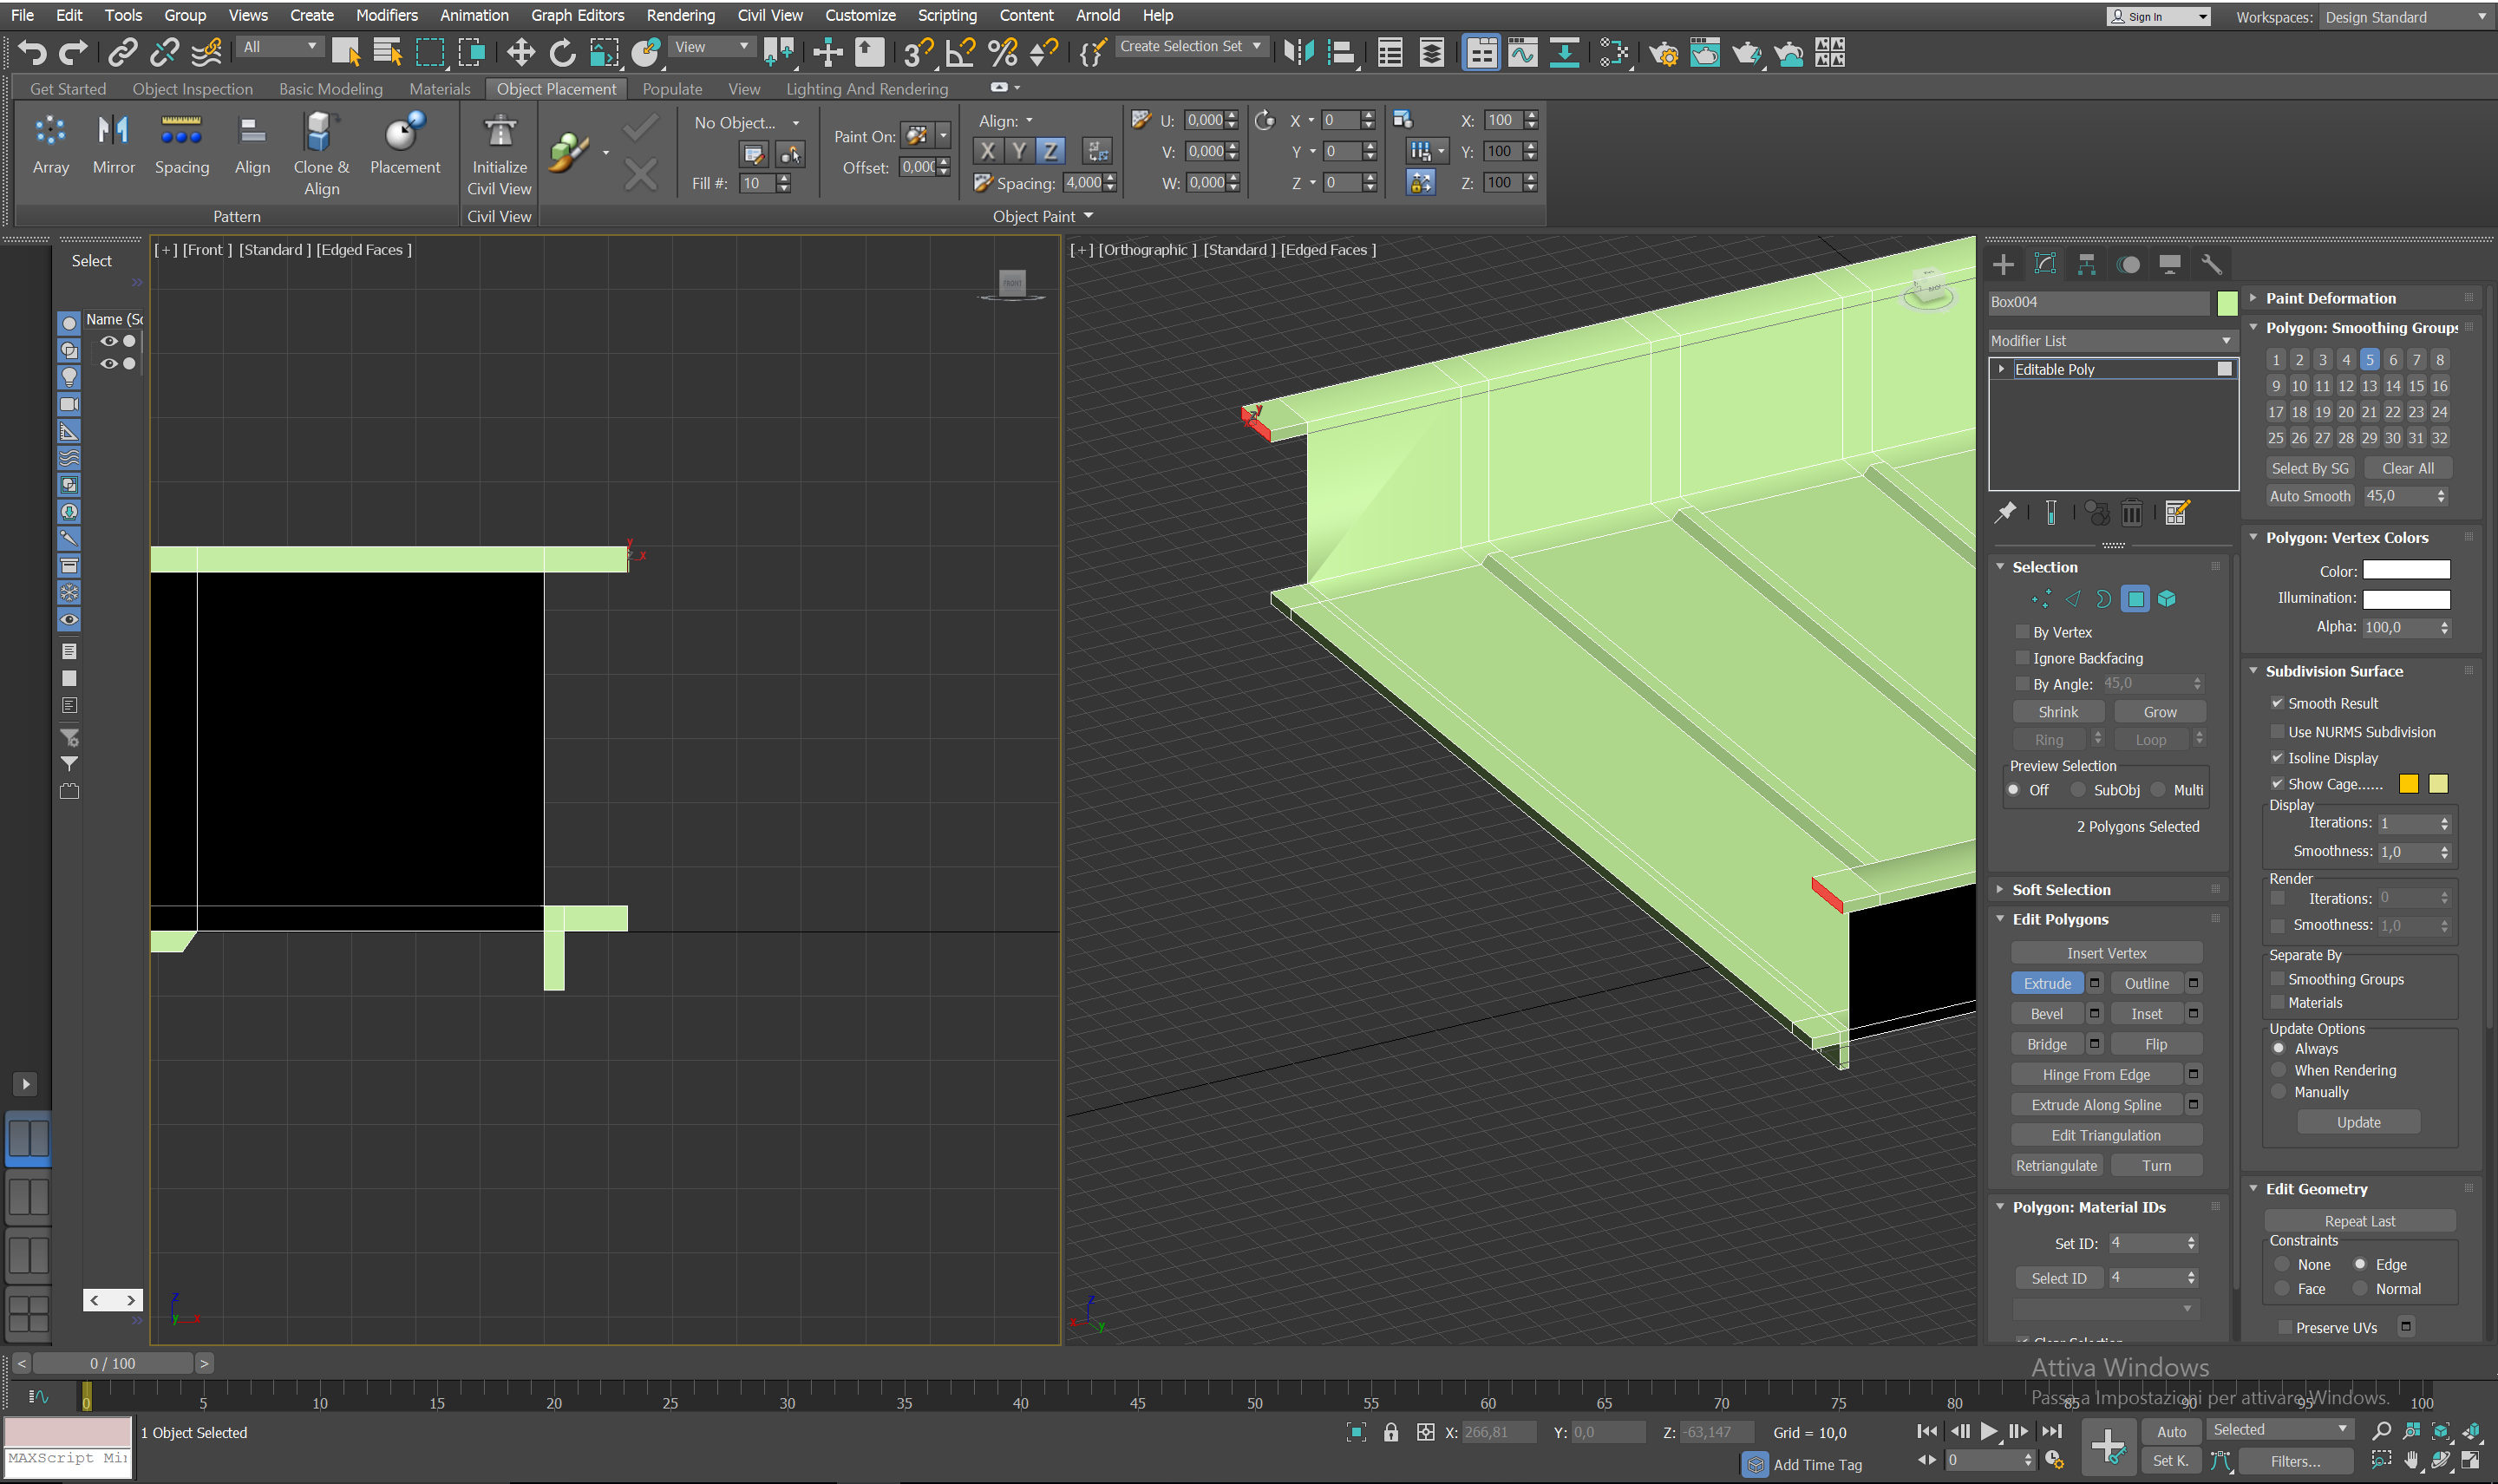 File Edit Tools Group Views Create Modifiers Animation Graph Editors Rendering Civil View Customize Scripting Content Arnold Help Sign In Workspaces: Design Standard
All View Create Selection Set
Get Started Object Inspection Basic Modeling Materials Object Placement Populate View Lighting And Rendering
Array Mirror Spacing Align Clone & Align Placement
Pattern
Initialize Civil View
Civil View
No Object...
Fill #: 10
Paint On:
Offset: 0,000
Align:
X Y Z
Spacing: 4,000
U: 0,000
V: 0,000
W: 0,000
X 0
Y 0
Z 0
X: 100
Y: 100
Z: 100
Object Paint
Select
Name (So
[+] [Front ] [Standard ] [Edged Faces ]
FRONT
y
x
z
y x
[+] [Orthographic ] [Standard ] [Edged Faces ]
y
z
x y
Box004
Modifier List
Editable Poly
Selection
By Vertex
Ignore Backfacing
By Angle: 45,0
Shrink Grow
Ring Loop
Preview Selection
Off SubObj Multi
2 Polygons Selected
Soft Selection
Edit Polygons
Insert Vertex
Extrude Outline
Bevel Inset
Bridge Flip
Hinge From Edge
Extrude Along Spline
Edit Triangulation
Retriangulate Turn
Polygon: Material IDs
Set ID: 4
Select ID 4
Clear Selection
Paint Deformation
Polygon: Smoothing Groups
1 2 3 4 5 6 7 8
9 10 11 12 13 14 15 16
17 18 19 20 21 22 23 24
25 26 27 28 29 30 31 32
Select By SG Clear All
Auto Smooth 45,0
Polygon: Vertex Colors
Color:
Illumination:
Alpha: 100,0
Subdivision Surface
Smooth Result
Use NURMS Subdivision
Isoline Display
Show Cage......
Display
Iterations: 1
Smoothness: 1,0
Render
Iterations: 0
Smoothness: 1,0
Separate By
Smoothing Groups
Materials
Update Options
Always
When Rendering
Manually
Update
Edit Geometry
Repeat Last
Constraints
None Edge
Face Normal
Preserve UVs
Attiva Windows
Passa a Impostazioni per attivare Windows.
< 0 / 100 >
0 5 10 15 20 25 30 35 40 45 50 55 60 65 70 75 80 85 90 95 100
MAXScript Mi
1 Object Selected
X: 266,81 Y: 0,0 Z: -63,147 Grid = 10,0
Add Time Tag
0
Auto Selected
Set K. Filters...